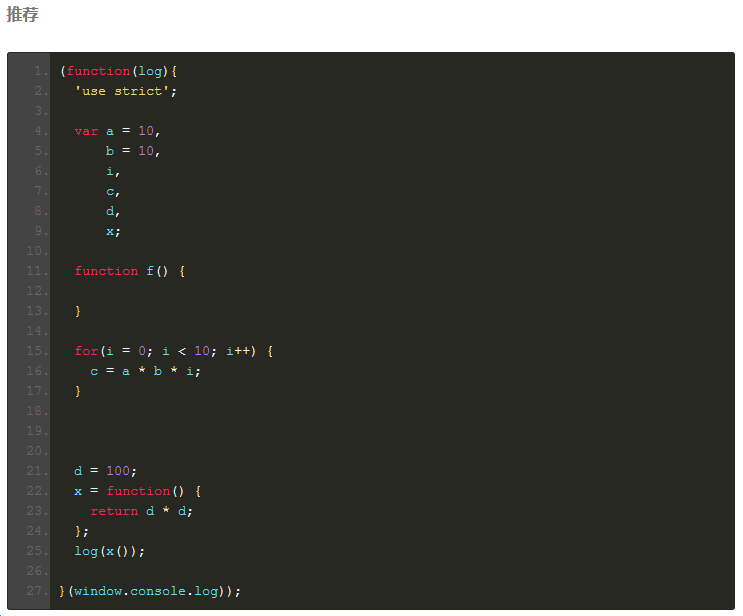 推荐
1. (function(log){
2.   'use strict';
3.
4.   var a = 10,
5.       b = 10,
6.       i,
7.       c,
8.       d,
9.       x;
10.
11.   function f() {
12.
13.   }
14.
15.   for(i = 0; i < 10; i++) {
16.     c = a * b * i;
17.   }
18.
19.
20.
21.   d = 100;
22.   x = function() {
23.     return d * d;
24.   };
25.   log(x());
26.
27. }(window.console.log));